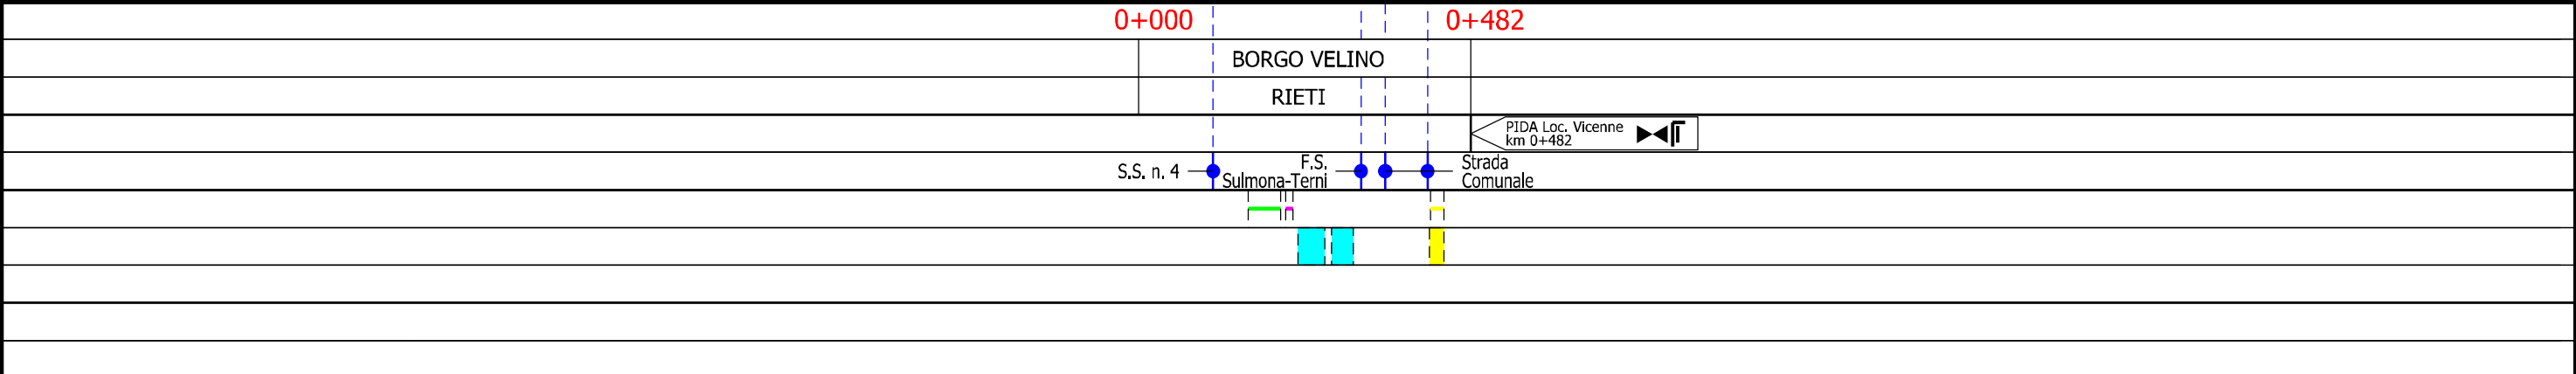 0+000
0+482
BORGO VELINO
RIETI
PIDA Loc. Vicenne
km 0+482
S.S. n. 4
F.S.
Sulmona-Terni
Strada
Comunale